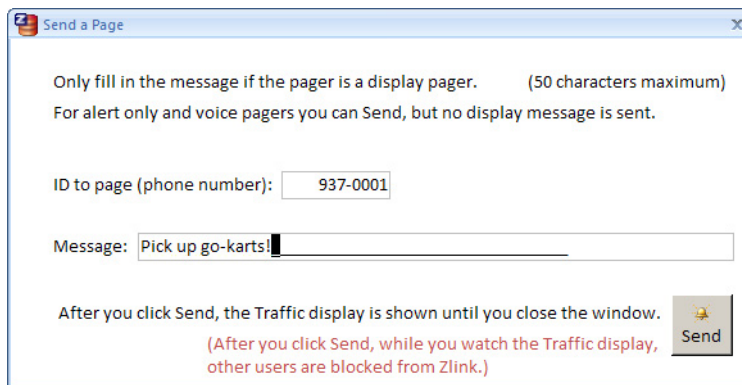 Send a Page
Only fill in the message if the pager is a display pager. (50 characters maximum)
For alert only and voice pagers you can Send, but no display message is sent.
ID to page (phone number): 937-0001
Message: Pick up go-karts!
After you click Send, the Traffic display is shown until you close the window.
Send
(After you click Send, while you watch the Traffic display,
other users are blocked from Zlink.)